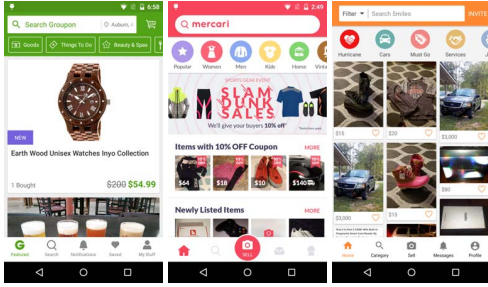 6:58
Search Groupon
Auburn, A
Goods
Things To Do
Beauty & Spas
NEW
Earth Wood Unisex Watches Inyo Collection
1 Bought
$200 $54.99
Featured
Search
Notifications
Saved
My Stuff
2:49
mercari
Popular
Women
Men
Kids
Home
Vinta
SPORTS GEAR EVENT
SLAM
DUNK
SALES
We'll give your buyers 10% off*
Items with 10% OFF Coupon
MORE
$64
$18
$10
$140
Newly Listed Items
MORE
SELL
Filter
Search 5miles
INVITE
Hurricane
Cars
Must Go
Services
$15
$20
$3,000
$3,000
$15
$80
Home
Category
Sell
Messages
Profile